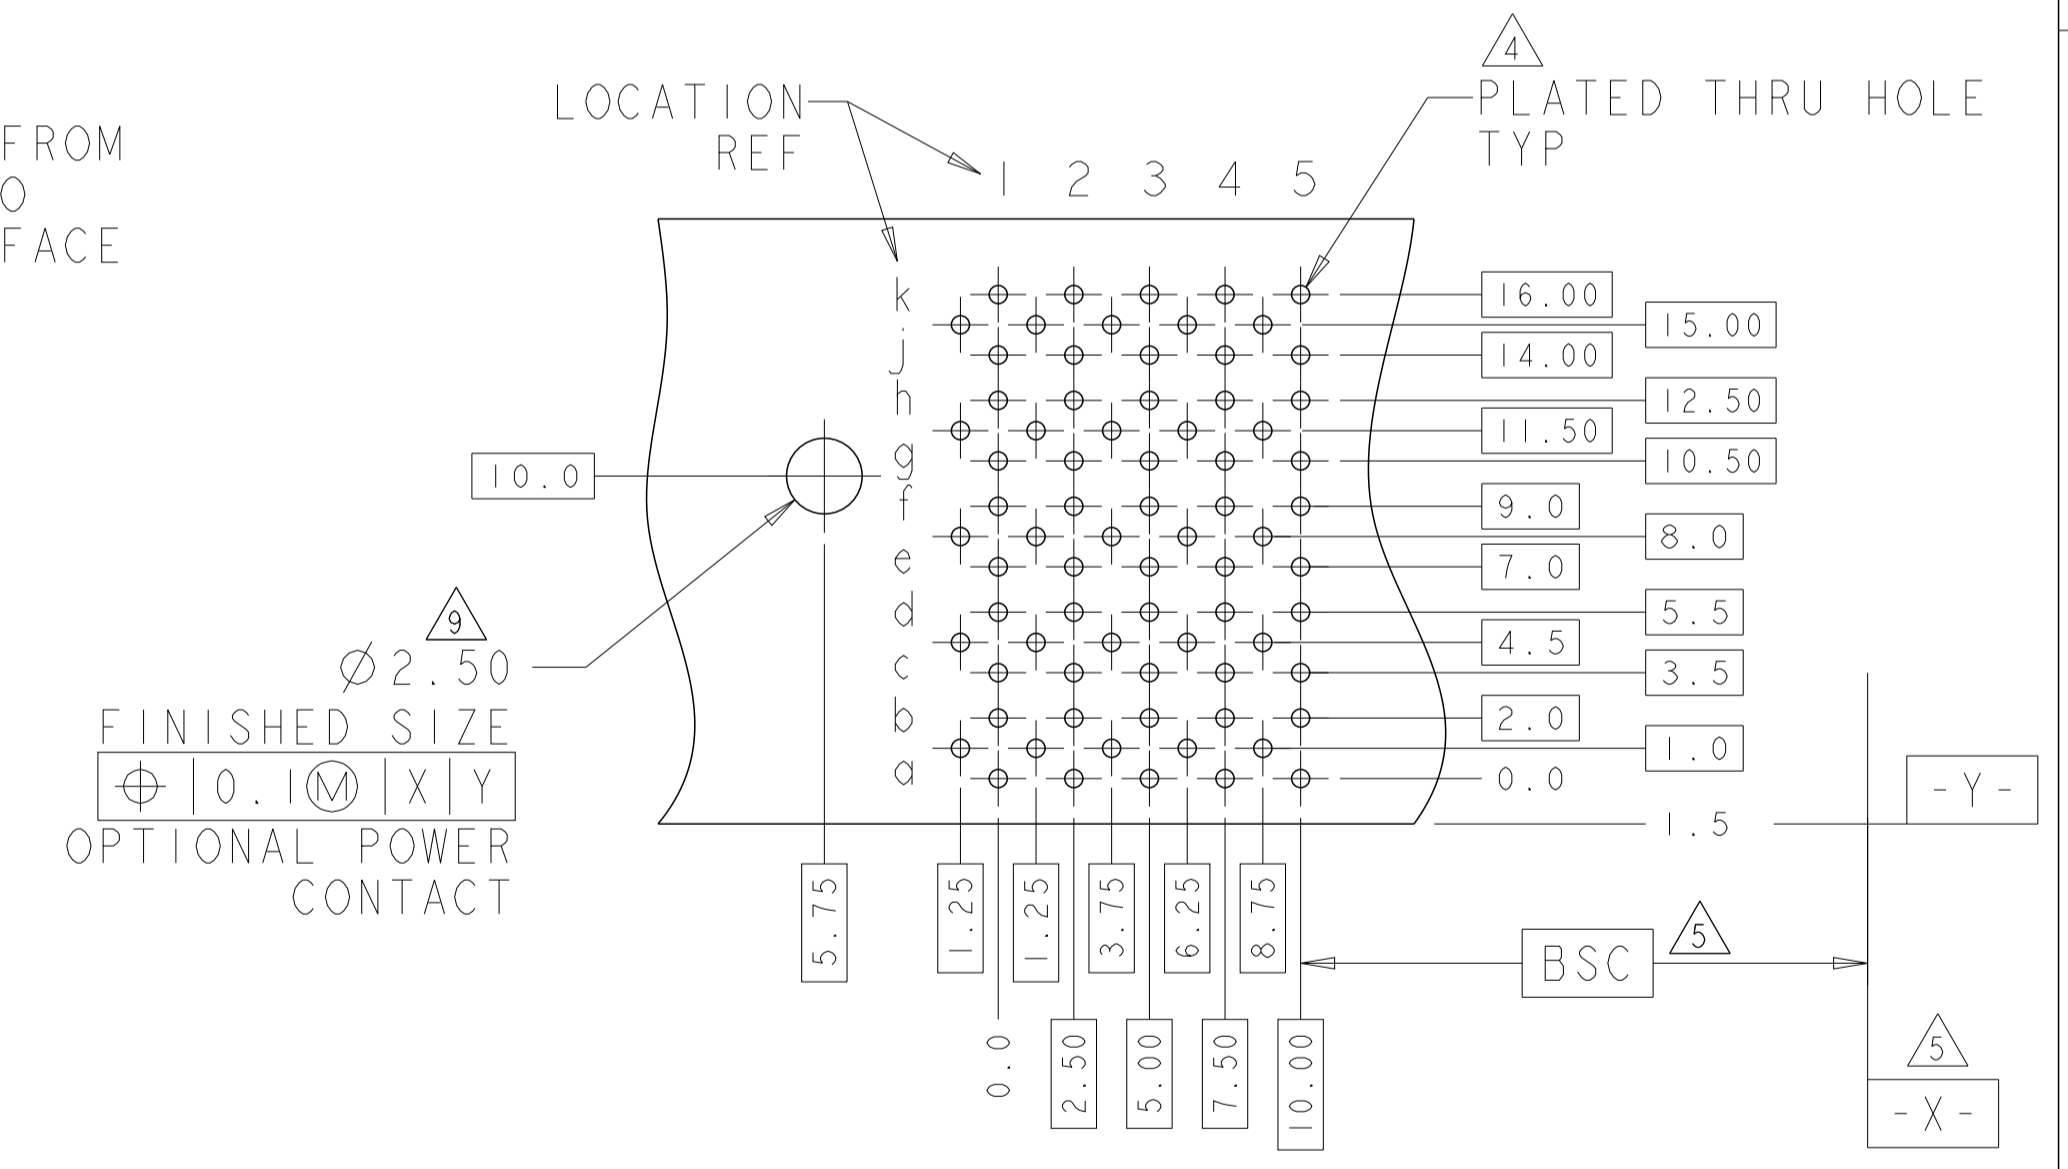 FROM
O
FACE
LOCATION
REF
4
PLATED THRU HOLE
TYP
1 2 3 4 5
k
j
h
g
f
e
d
c
b
a
16.00
15.00
14.00
12.50
11.50
10.50
9.0
8.0
7.0
5.5
4.5
3.5
2.0
1.0
0.0
1.5
10.0
9
Ø2.50
FINISHED SIZE
⌖ 0.1Ⓜ X Y
OPTIONAL POWER
CONTACT
-Y-
5.75
1.25
1.25
3.75
6.25
8.75
BSC
5
0.0
2.50
5.00
7.50
10.00
5
-X-